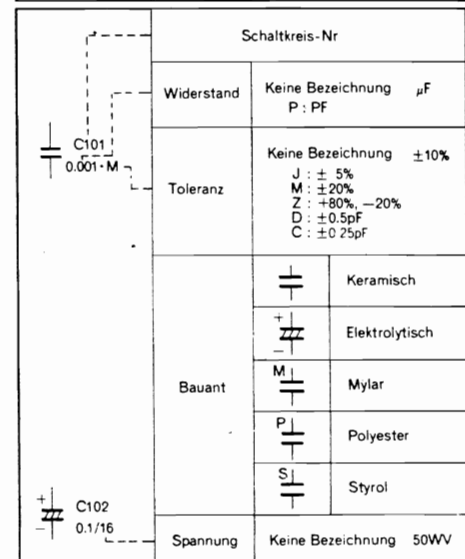 Schaltkreis-Nr
C101
0.001·M
Widerstand
Keine Bezeichnung μF
P : PF
Toleranz
Keine Bezeichnung ±10%
J : ± 5%
M : ±20%
Z : +80%, −20%
D : ±0.5pF
C : ±0 25pF
Bauant
Keramisch
+
−
Elektrolytisch
M
Mylar
P
Polyester
S
Styrol
+
−
C102
0.1/16
Spannung
Keine Bezeichnung 50WV